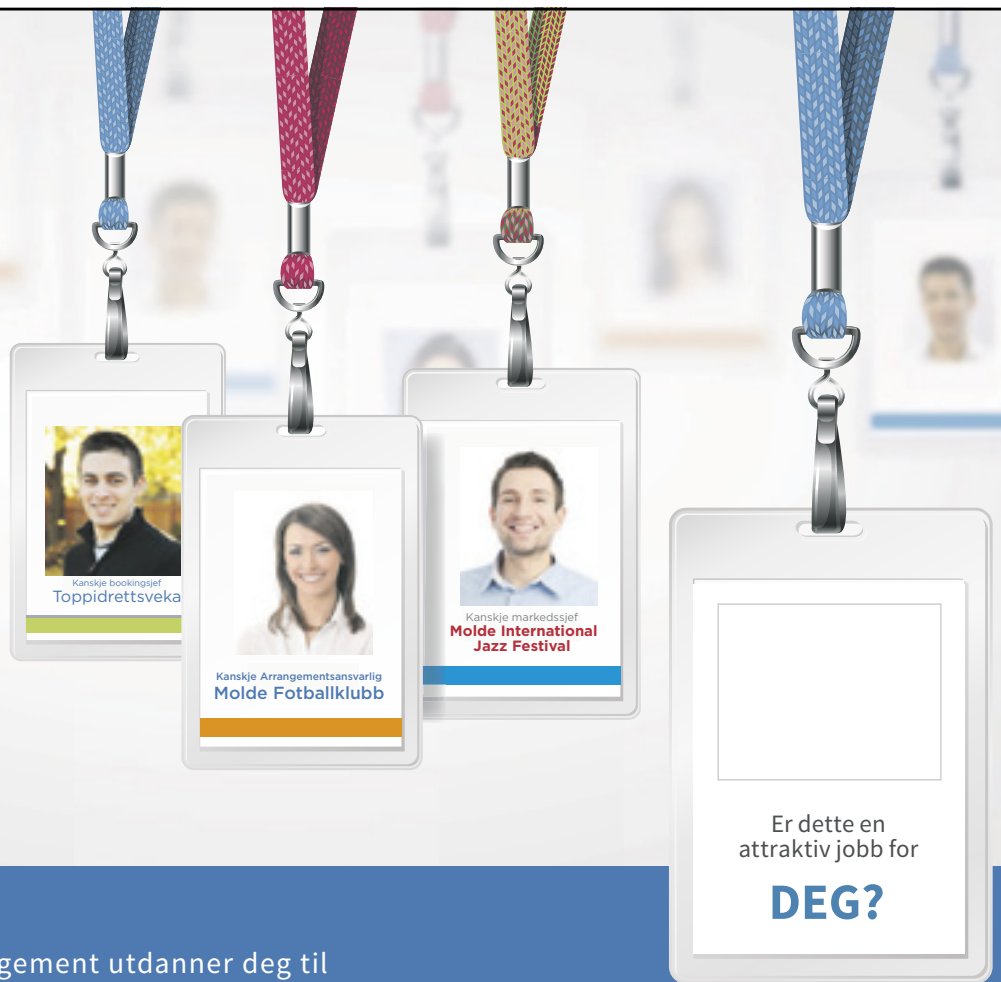 Kanskje bookingsjef
Toppidrettsveka
Kanskje Arrangementsansvarlig
Molde Fotballklubb
Kanskje markedssjef
Molde International
Jazz Festival
Er dette en
attraktiv jobb for
DEG?
gement utdanner deg til